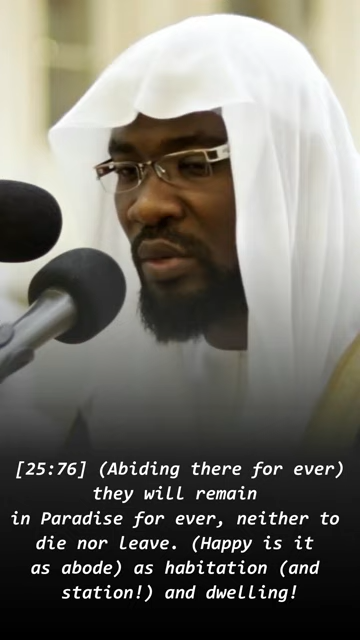 [25:76] (Abiding there for ever)
they will remain
in Paradise for ever, neither to
die nor leave. (Happy is it
as abode) as habitation (and
station!) and dwelling!